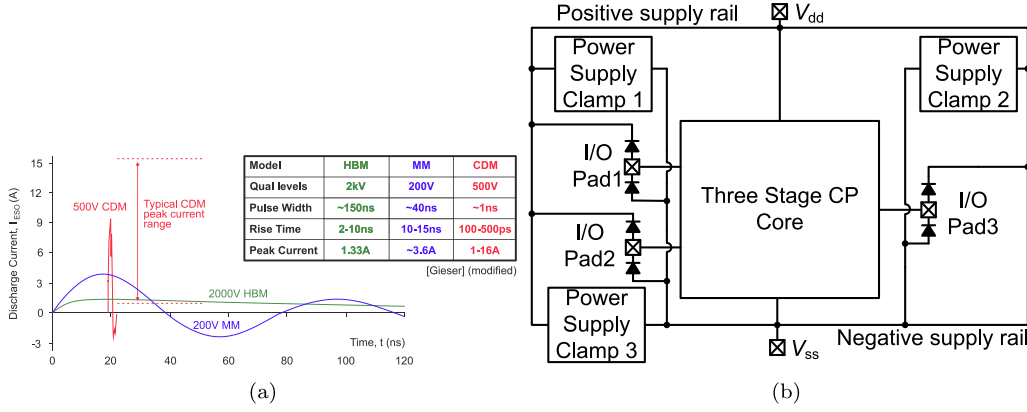 15
12
9
6
3
0
-3
Discharge Current, I_ESO (A)
500V CDM
Typical CDM
peak current
range
Model HBM MM CDM
Qual levels 2kV 200V 500V
Pulse Width ~150ns ~40ns ~1ns
Rise Time 2-10ns 10-15ns 100-500ps
Peak Current 1.33A ~3.6A 1-16A
[Gieser] (modified)
2000V HBM
200V MM
Time, t (ns)
0 20 40 60 80 100 120
(a)
Positive supply rail
Vdd
Power
Supply
Clamp 1
Power
Supply
Clamp 2
I/O
Pad1
Three Stage CP
Core
I/O
Pad3
I/O
Pad2
Power
Supply
Clamp 3
Vss
Negative supply rail
(b)